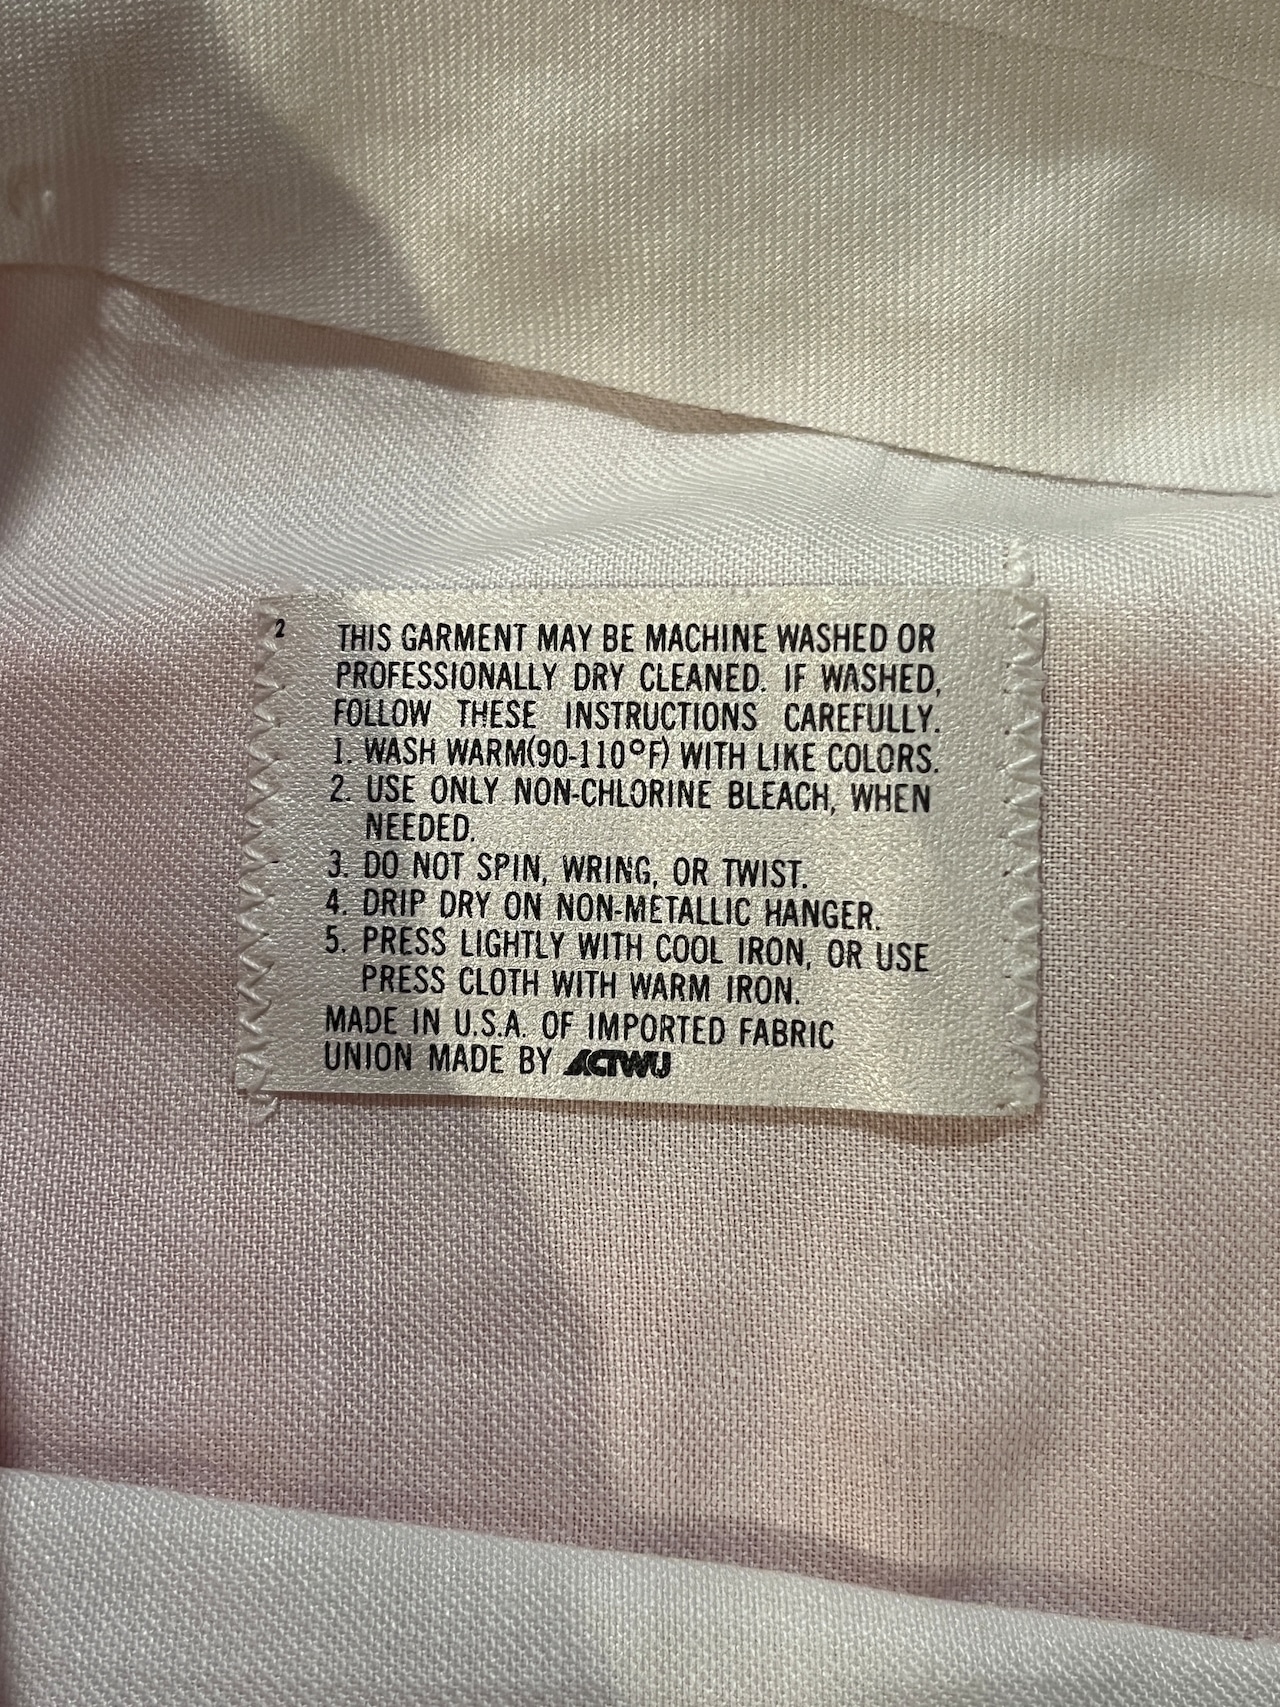 2
THIS GARMENT MAY BE MACHINE WASHED OR
PROFESSIONALLY DRY CLEANED. IF WASHED,
FOLLOW THESE INSTRUCTIONS CAREFULLY.
1. WASH WARM(90-110°F) WITH LIKE COLORS.
2. USE ONLY NON-CHLORINE BLEACH, WHEN
NEEDED.
3. DO NOT SPIN, WRING, OR TWIST.
4. DRIP DRY ON NON-METALLIC HANGER.
5. PRESS LIGHTLY WITH COOL IRON, OR USE
PRESS CLOTH WITH WARM IRON.
MADE IN U.S.A. OF IMPORTED FABRIC
UNION MADE BY ACTWU